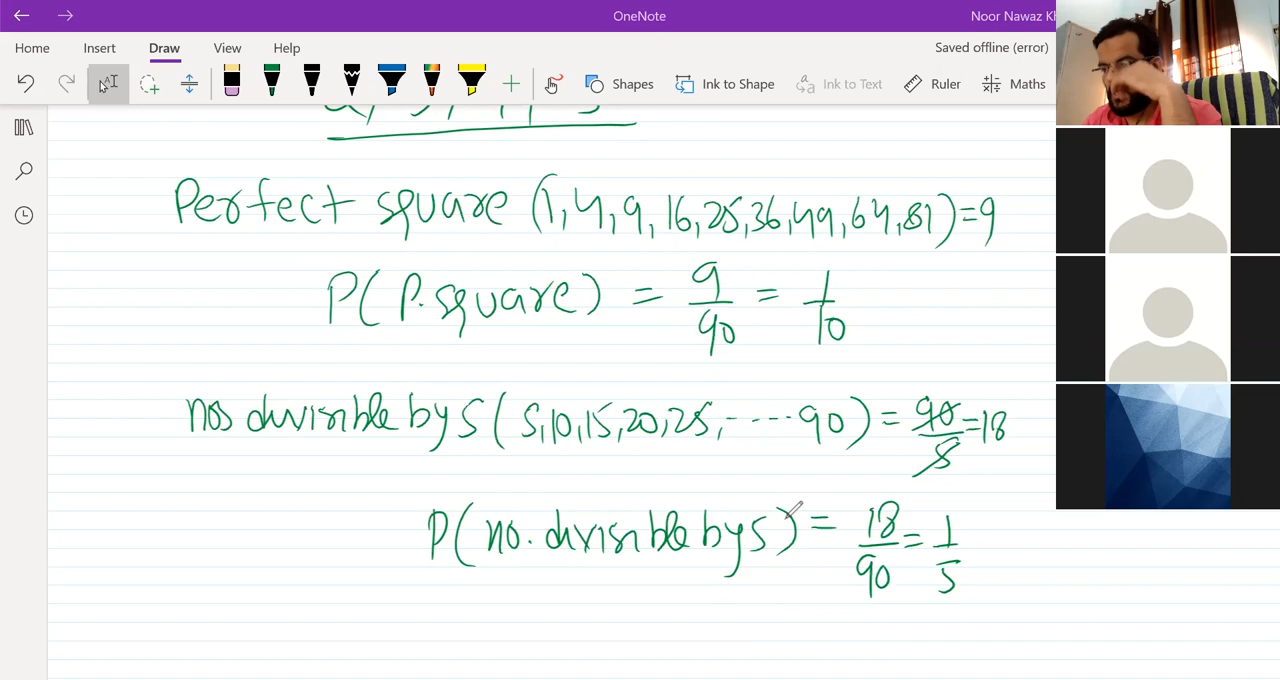 OneNote
Noor Nawaz Kh
Home Insert Draw View Help
Saved offline (error)
Shapes Ink to Shape Ink to Text Ruler Maths
Perfect square (1,4,9,16,25,36,49,64,81)=9
P(P.square) = 9/90 = 1/10
nos divisible by 5 (5,10,15,20,25,-----90) = 90/5=18
P(no. divisible by 5) = 18/90 = 1/5